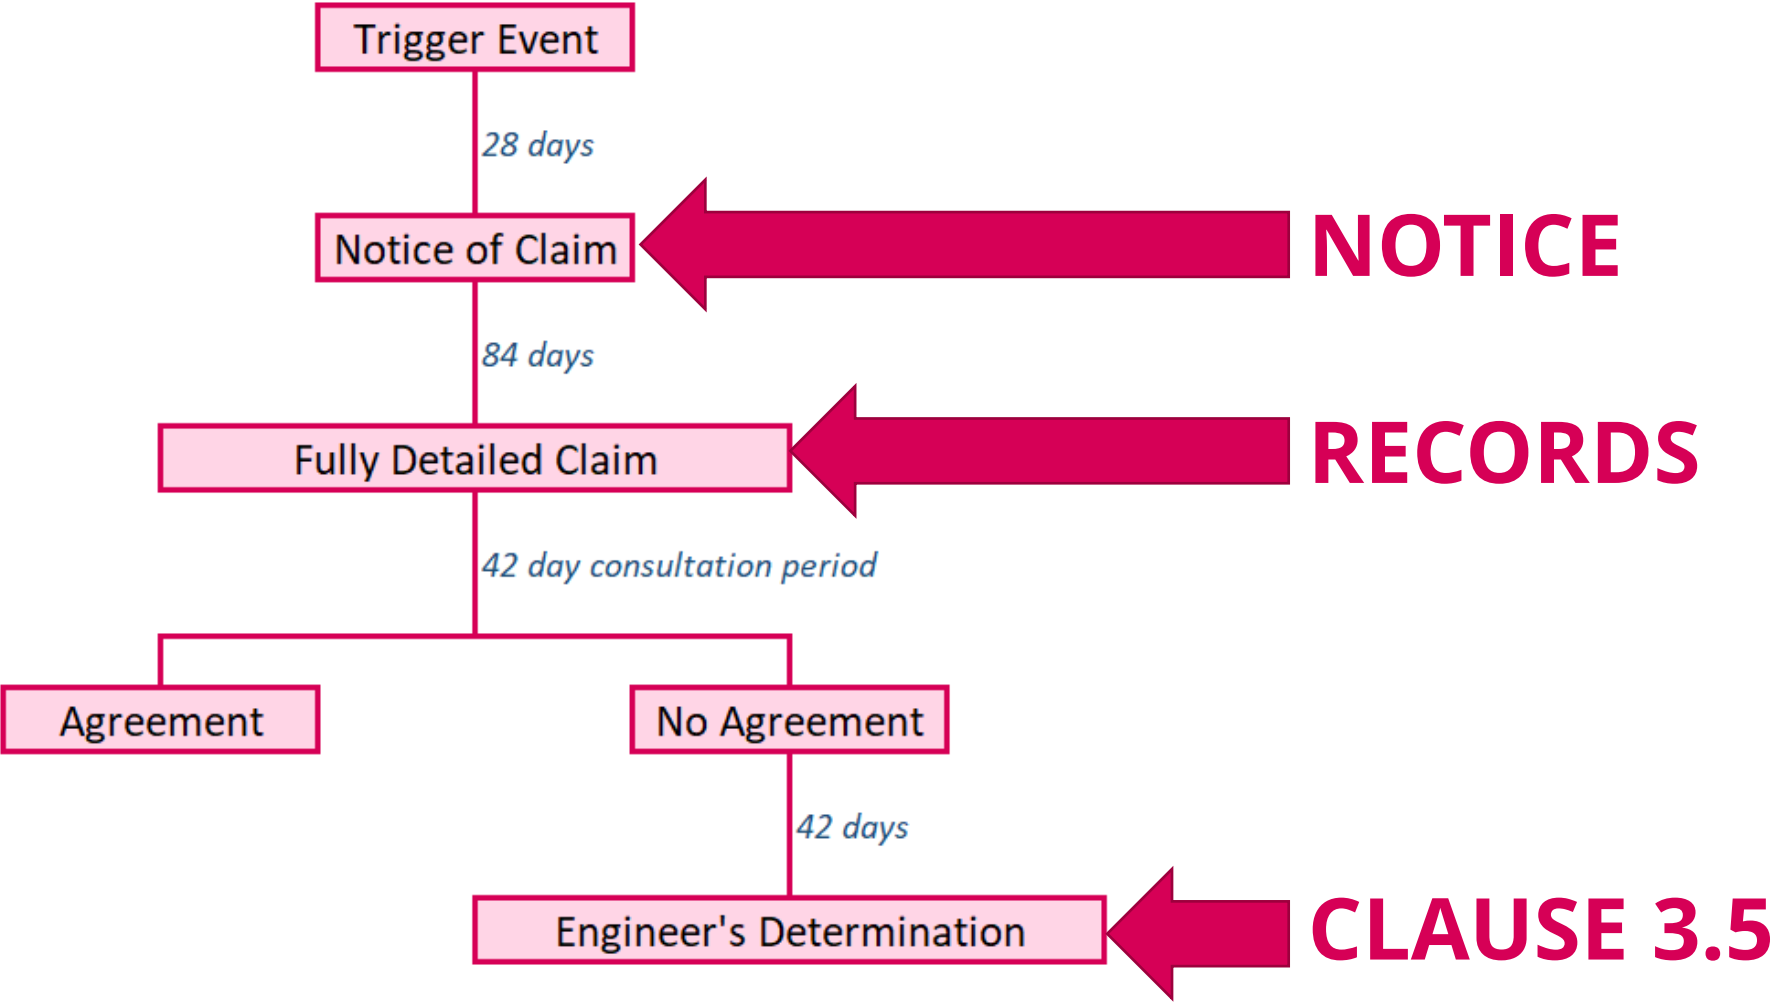 Trigger Event
28 days
Notice of Claim
NOTICE
84 days
Fully Detailed Claim
RECORDS
42 day consultation period
Agreement
No Agreement
42 days
Engineer's Determination
CLAUSE 3.5